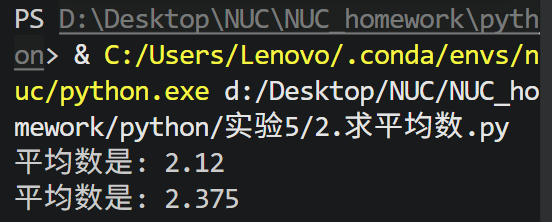 PS D:\Desktop\NUC\NUC_homework\pyth
on> & C:/Users/Lenovo/.conda/envs/n
uc/python.exe d:/Desktop/NUC/NUC_ho
mework/python/实验5/2.求平均数.py
平均数是: 2.12
平均数是: 2.375